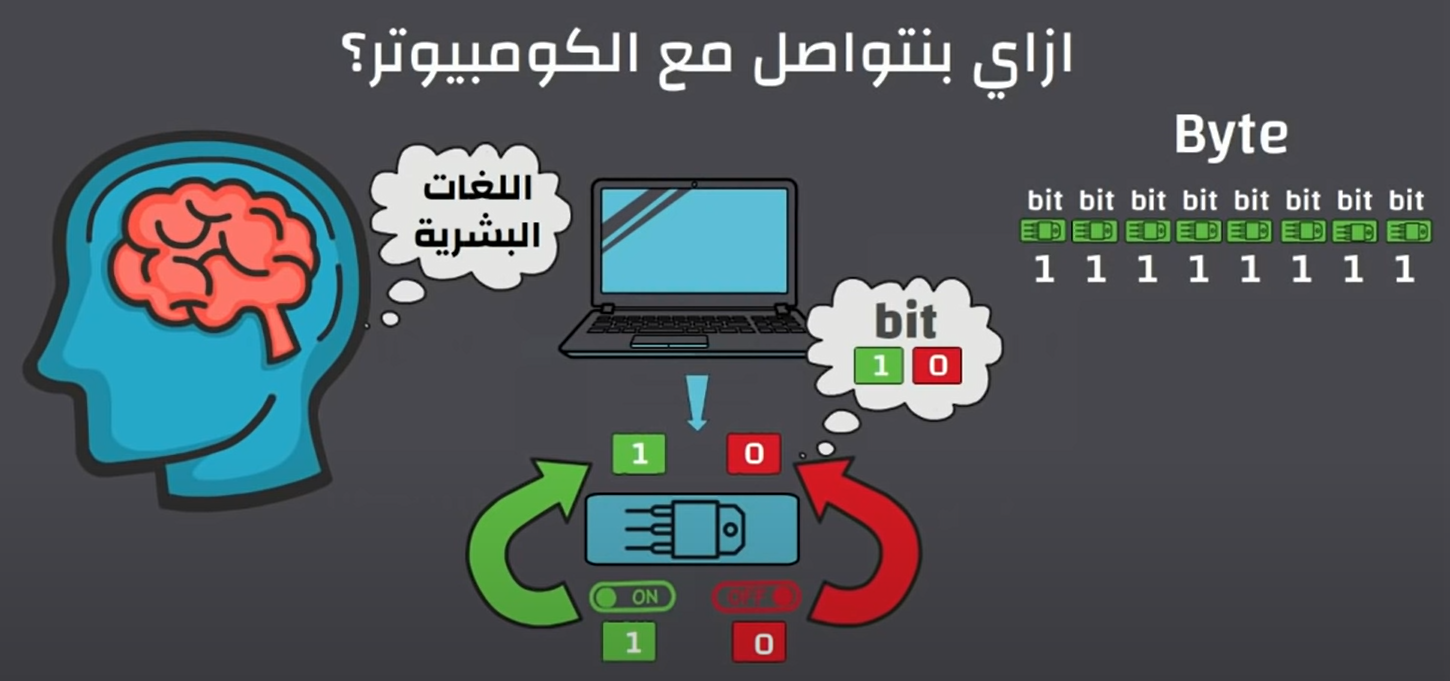 ازاي بنتواصل مع الكومبيوتر؟
اللغات
البشرية
bit
1 0
1 0
ON OFF
1 0
Byte
bit bit bit bit bit bit bit bit
1 1 1 1 1 1 1 1